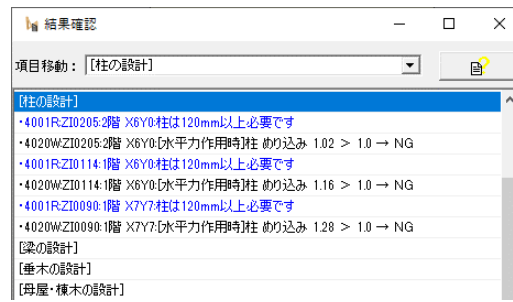 結果確認
項目移動： [柱の設計]
[柱の設計]
・4001R:ZI0205:2階 X6Y0:柱は120mm以上必要です
・4020W:ZI0205:2階 X6Y0:[水平力作用時]柱 めり込み 1.02 ＞ 1.0 → NG
・4001R:ZI0114:1階 X6Y0:柱は120mm以上必要です
・4020W:ZI0114:1階 X6Y0:[水平力作用時]柱 めり込み 1.16 ＞ 1.0 → NG
・4001R:ZI0090:1階 X7Y7:柱は120mm以上必要です
・4020W:ZI0090:1階 X7Y7:[水平力作用時]柱 めり込み 1.28 ＞ 1.0 → NG
[梁の設計]
[垂木の設計]
[母屋・棟木の設計]